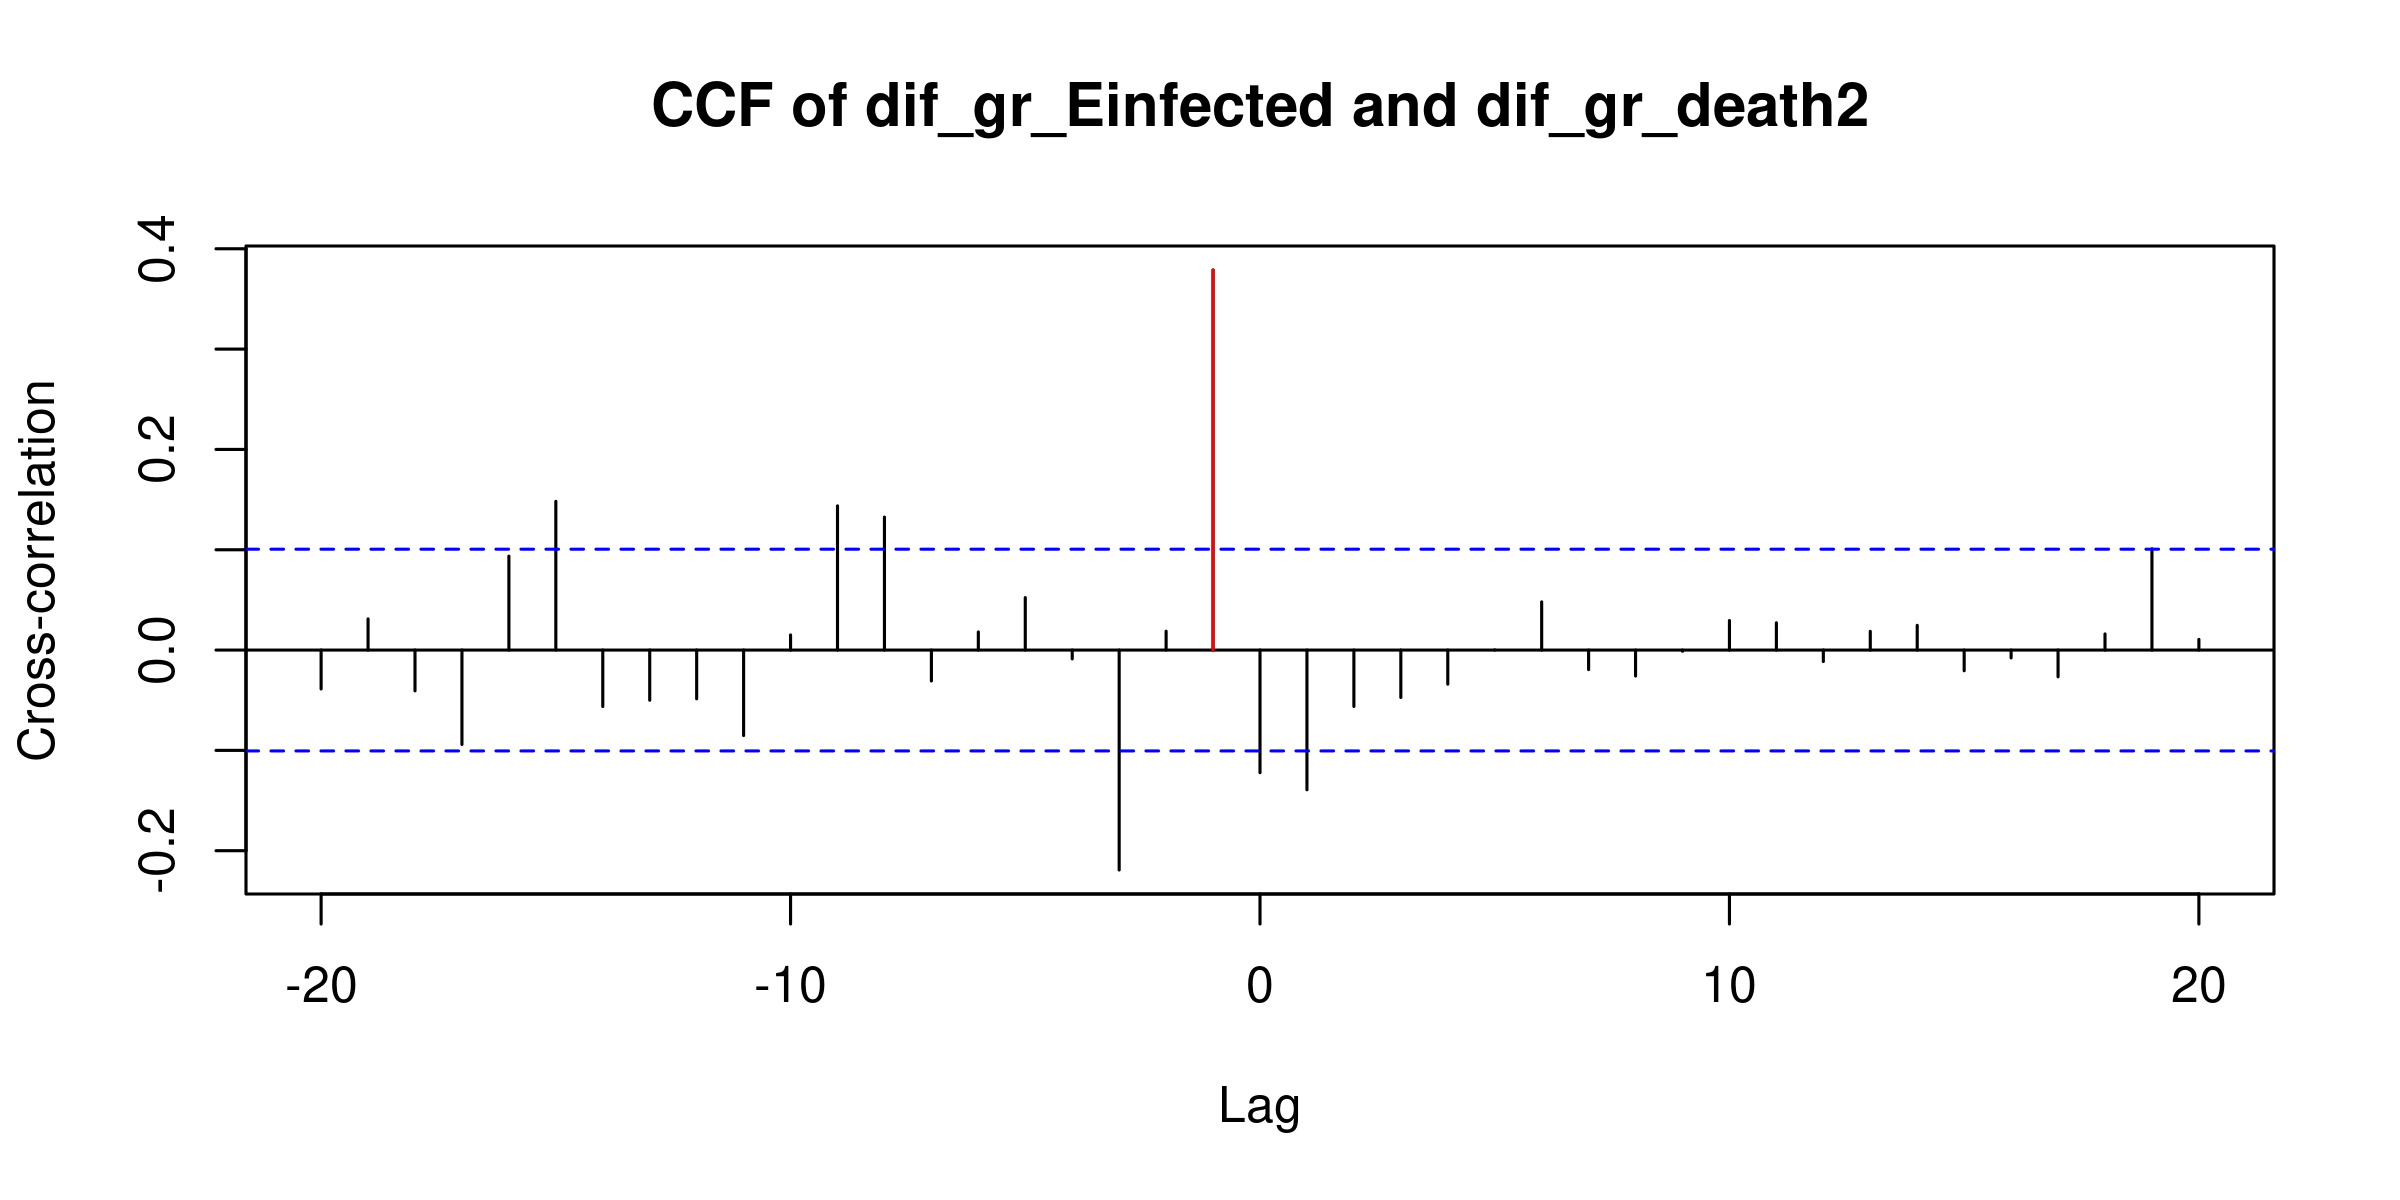 CCF of dif_gr_Einfected and dif_gr_death2
0.4
0.2
0.0
-0.2
Cross-correlation
-20 -10 0 10 20
Lag